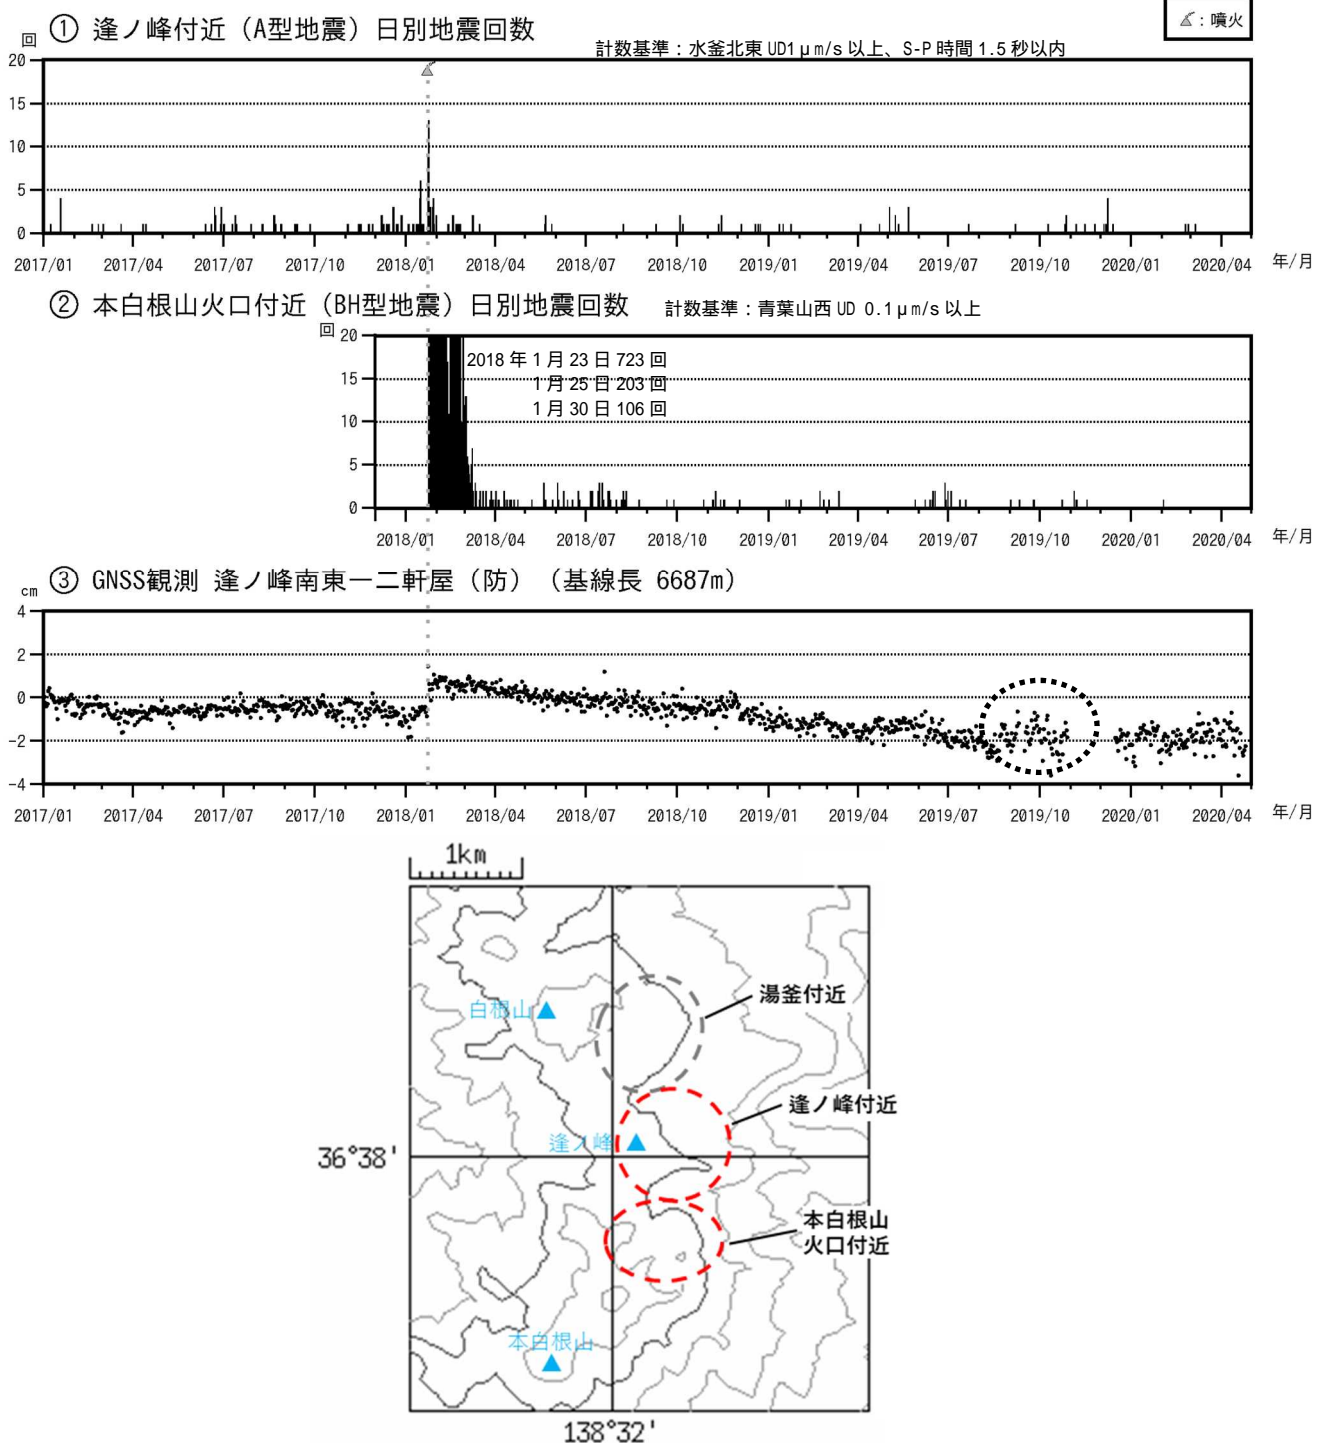 ：噴火
① 逢ノ峰付近（A型地震）日別地震回数
計数基準：水釜北東 UD1μm/s 以上、S-P 時間 1.5 秒以内
回
20
15
10
5
0
2017/01 2017/04 2017/07 2017/10 2018/01 2018/04 2018/07 2018/10 2019/01 2019/04 2019/07 2019/10 2020/01 2020/04 年/月
② 本白根山火口付近（BH型地震）日別地震回数
計数基準：青葉山西 UD 0.1μm/s 以上
回
20
15
10
5
0
2018 年 1 月 23 日 723 回
1 月 25 日 203 回
1 月 30 日 106 回
2018/01 2018/04 2018/07 2018/10 2019/01 2019/04 2019/07 2019/10 2020/01 2020/04 年/月
③ GNSS観測 逢ノ峰南東－二軒屋（防）（基線長 6687m）
cm
4
2
0
-2
-4
2017/01 2017/04 2017/07 2017/10 2018/01 2018/04 2018/07 2018/10 2019/01 2019/04 2019/07 2019/10 2020/01 2020/04 年/月
1km
湯釜付近
白根山
逢ノ峰付近
逢ノ峰
36°38'
本白根山
火口付近
本白根山
138°32'